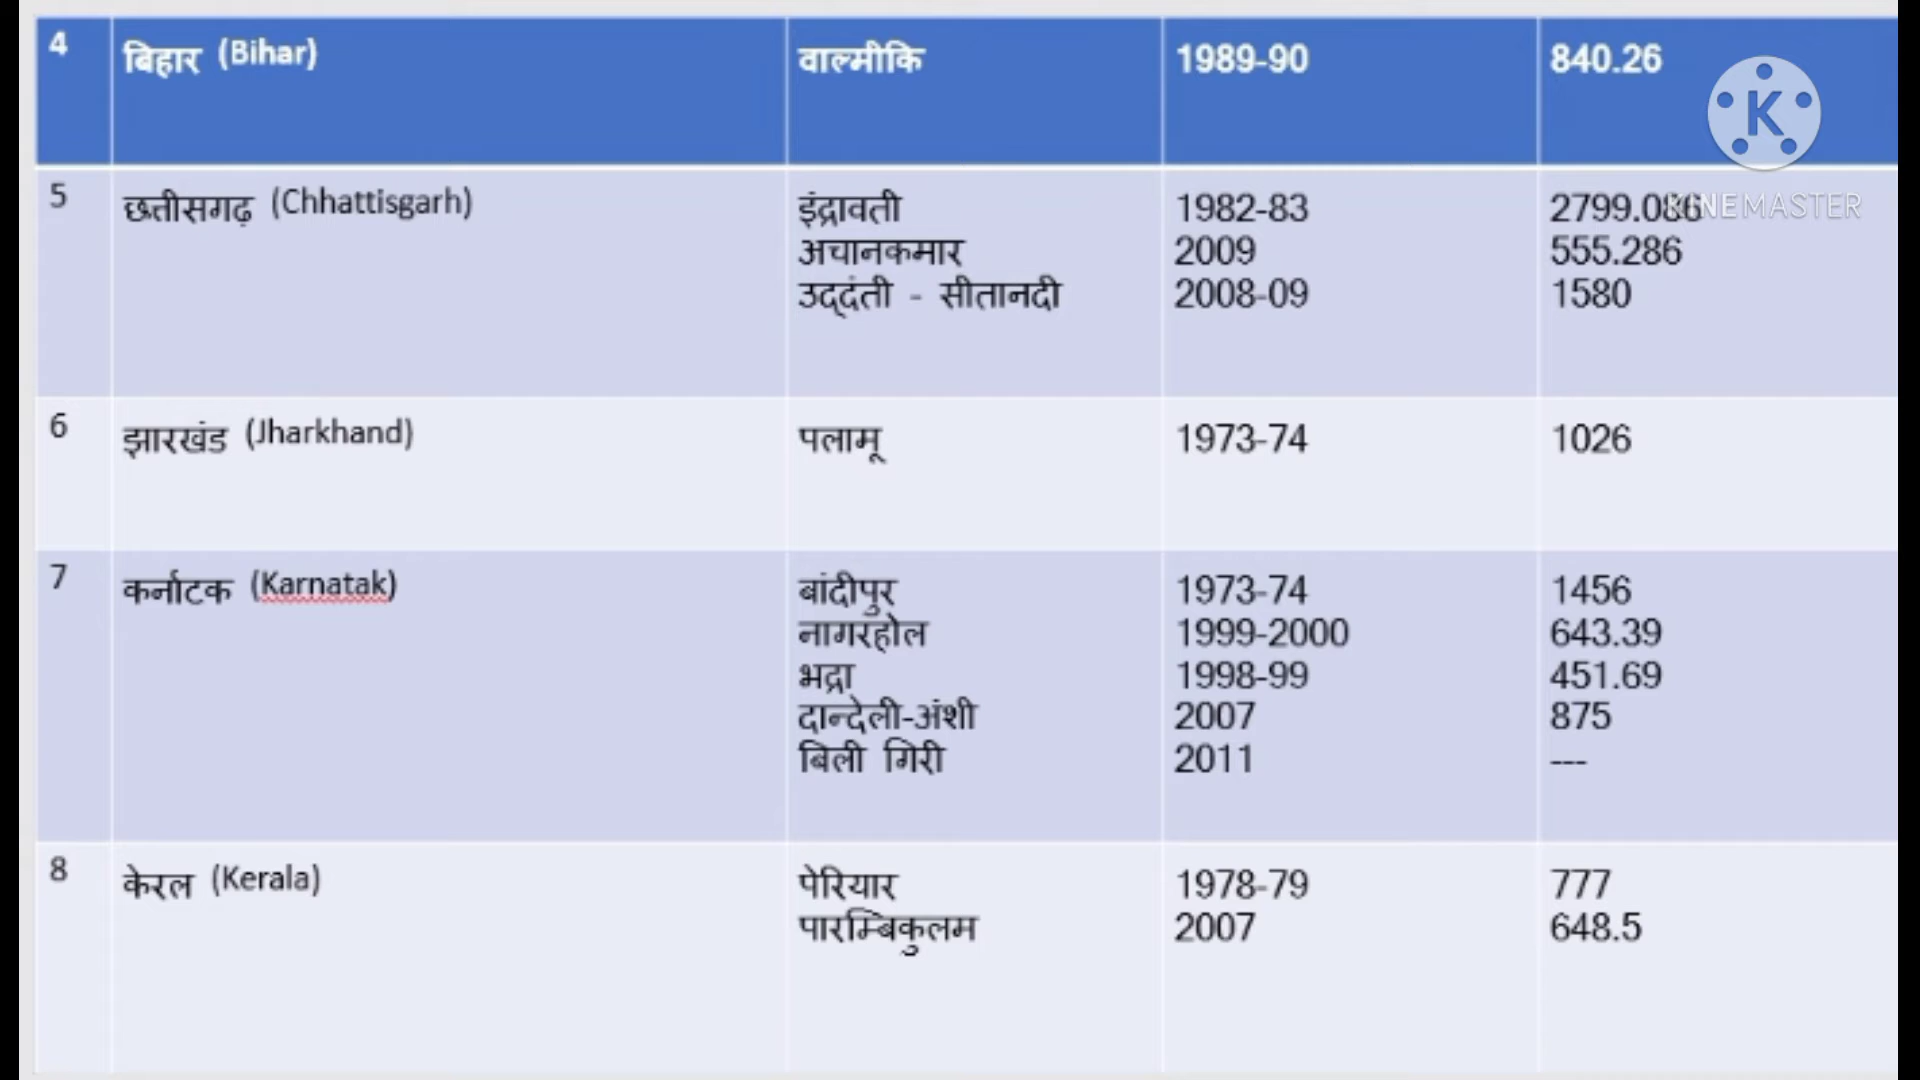 4 बिहार (Bihar) वाल्मीकि 1989-90 840.26
K
KINEMASTER
5 छत्तीसगढ़ (Chhattisgarh) इंद्रावती 1982-83 2799.086
अचानकमार 2009 555.286
उद्दंती - सीतानदी 2008-09 1580
6 झारखंड (Jharkhand) पलामू 1973-74 1026
7 कर्नाटक (Karnatak) बांदीपुर 1973-74 1456
नागरहोल 1999-2000 643.39
भद्रा 1998-99 451.69
दान्देली-अंशी 2007 875
बिली गिरी 2011 ---
8 केरल (Kerala) पेरियार 1978-79 777
पारम्बिकुलम 2007 648.5